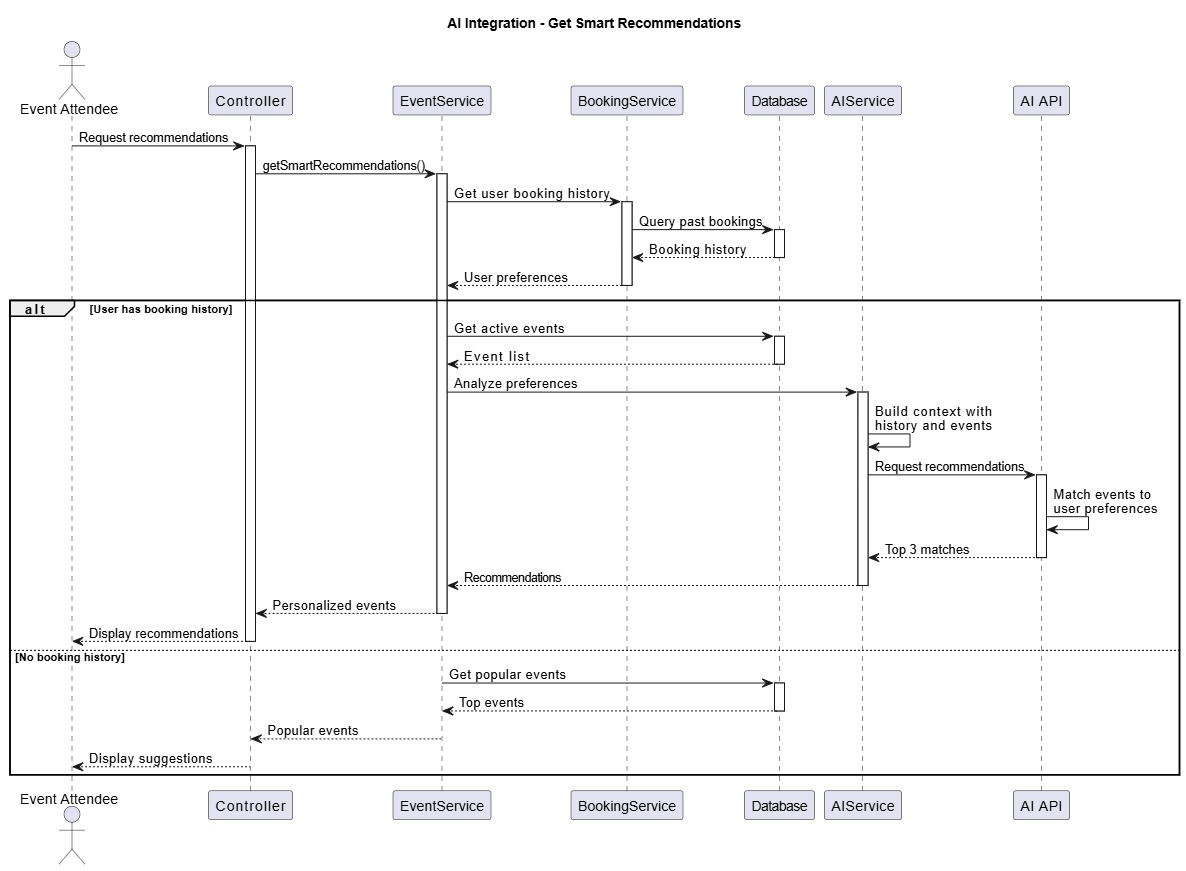 AI Integration - Get Smart Recommendations
Event Attendee
Controller
EventService
BookingService
Database
AIService
AI API
Request recommendations
getSmartRecommendations()
Get user booking history
Query past bookings
Booking history
User preferences
alt
[User has booking history]
Get active events
Event list
Analyze preferences
Build context with
history and events
Request recommendations
Match events to
user preferences
Top 3 matches
Recommendations
Personalized events
Display recommendations
[No booking history]
Get popular events
Top events
Popular events
Display suggestions
Event Attendee
Controller
EventService
BookingService
Database
AIService
AI API